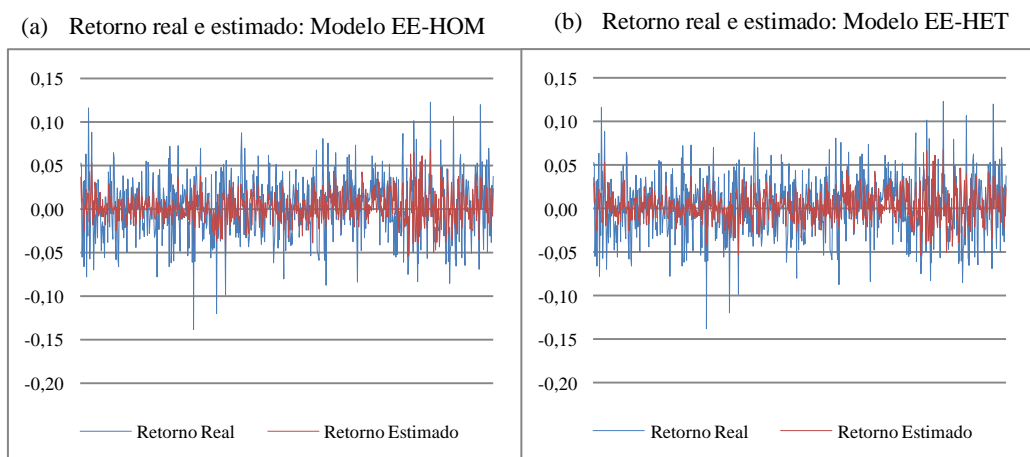 (a) Retorno real e estimado: Modelo EE-HOM
0,15
0,10
0,05
0,00
-0,05
-0,10
-0,15
-0,20
Retorno Real
Retorno Estimado
(b) Retorno real e estimado: Modelo EE-HET
0,15
0,10
0,05
0,00
-0,05
-0,10
-0,15
-0,20
Retorno Real
Retorno Estimado